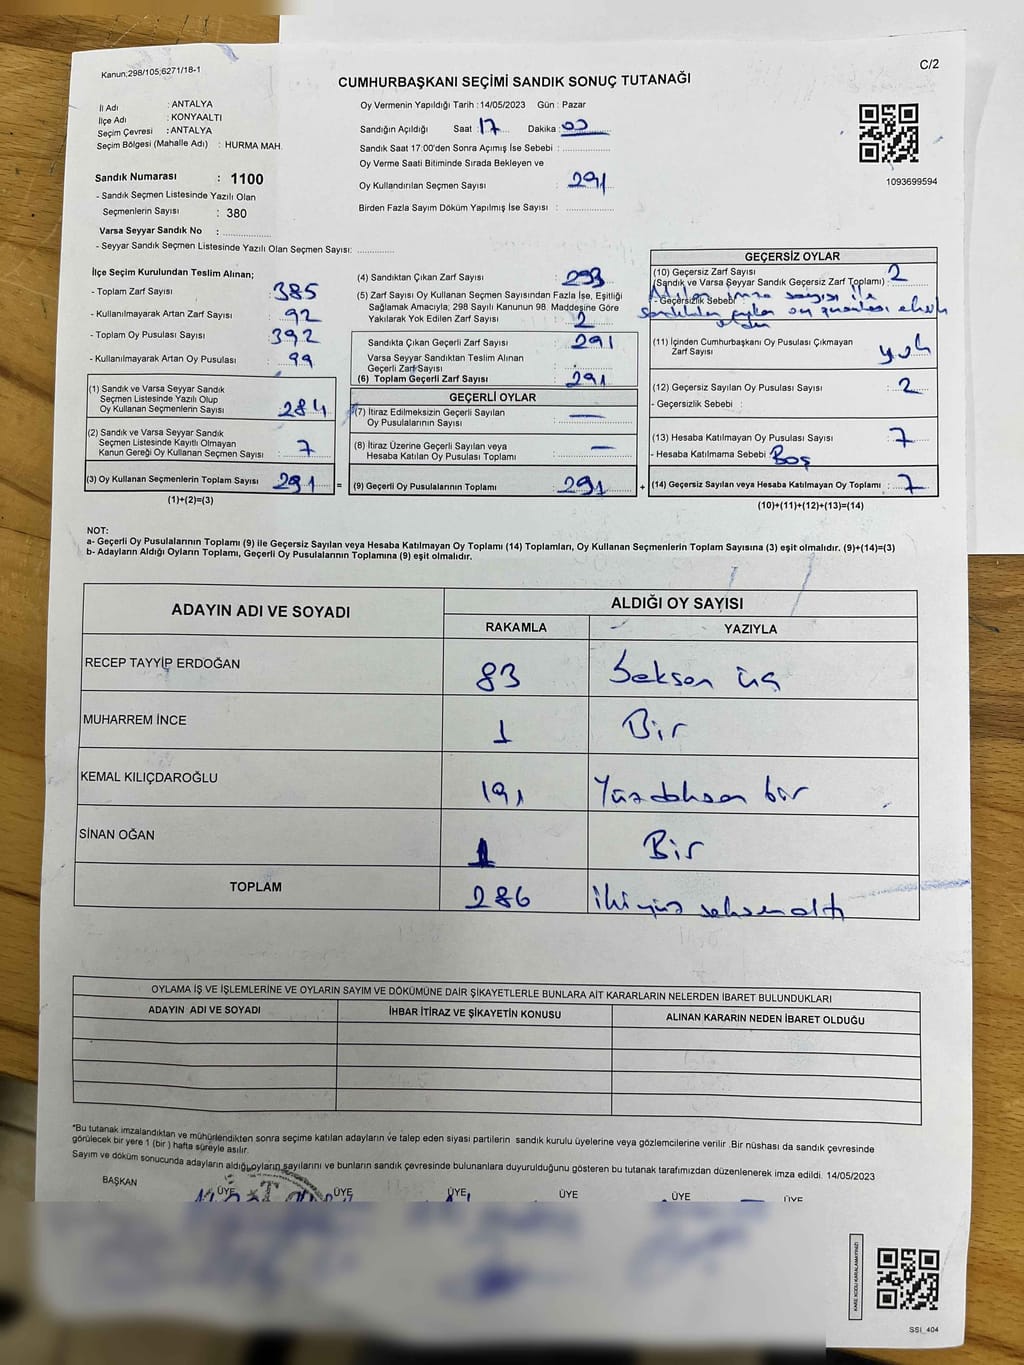 Kanun;298/105;6271/18-1
C/2
CUMHURBAŞKANI SEÇİMİ SANDIK SONUÇ TUTANAĞI
İl Adı : ANTALYA
İlçe Adı : KONYAALTI
Seçim Çevresi : ANTALYA
Seçim Bölgesi (Mahalle Adı) : HURMA MAH.
Sandık Numarası : 1100
- Sandık Seçmen Listesinde Yazılı Olan
Seçmenlerin Sayısı : 380
Varsa Seyyar Sandık No : ................
- Seyyar Sandık Seçmen Listesinde Yazılı Olan Seçmen Sayısı: ............
Oy Vermenin Yapıldığı Tarih : 14/05/2023 Gün : Pazar
Sandığın Açıldığı Saat : 17 Dakika : 00
Sandık Saat 17:00'den Sonra Açımış İse Sebebi : ................
Oy Verme Saati Bitiminde Sırada Bekleyen ve
Oy Kullandırılan Seçmen Sayısı : 291
Birden Fazla Sayım Döküm Yapılmış İse Sayısı : ................
1093699594
İlçe Seçim Kurulundan Teslim Alınan;
- Toplam Zarf Sayısı : 385
- Kullanılmayarak Artan Zarf Sayısı : 92
- Toplam Oy Pusulası Sayısı : 392
- Kullanılmayarak Artan Oy Pusulası : 99
(1) Sandık ve Varsa Seyyar Sandık
Seçmen Listesinde Yazılı Olup
Oy Kullanan Seçmenlerin Sayısı : 284
(2) Sandık ve Varsa Seyyar Sandık
Seçmen Listesinde Kayıtlı Olmayan
Kanun Gereği Oy Kullanan Seçmen Sayısı : 7
(3) Oy Kullanan Seçmenlerin Toplam Sayısı : 291 =
(1)+(2)=(3)
(4) Sandıktan Çıkan Zarf Sayısı : 293
(5) Zarf Sayısı Oy Kullanan Seçmen Sayısından Fazla İse, Eşitliği
Sağlamak Amacıyla, 298 Sayılı Kanunun 98. Maddesine Göre
Yakılarak Yok Edilen Zarf Sayısı : 2
Sandıkta Çıkan Geçerli Zarf Sayısı : 291
Varsa Seyyar Sandıktan Teslim Alınan
Geçerli Zarf Sayısı :
(6) Toplam Geçerli Zarf Sayısı : 291
GEÇERLİ OYLAR
(7) İtiraz Edilmeksizin Geçerli Sayılan
Oy Pusulalarının Sayısı : —
(8) İtiraz Üzerine Geçerli Sayılan veya
Hesaba Katılan Oy Pusulası Toplamı : —
(9) Geçerli Oy Pusulalarının Toplamı : 291 +
GEÇERSİZ OYLAR
(10) Geçersiz Zarf Sayısı
(Sandık ve Varsa Seyyar Sandık Geçersiz Zarf Toplamı) : 2
- Geçersizlik Sebebi : imza sayısı ile
(11) İçinden Cumhurbaşkanı Oy Pusulası Çıkmayan
Zarf Sayısı : yok
(12) Geçersiz Sayılan Oy Pusulası Sayısı : 2
- Geçersizlik Sebebi :
(13) Hesaba Katılmayan Oy Pusulası Sayısı : 7
- Hesaba Katılmama Sebebi : Boş
(14) Geçersiz Sayılan veya Hesaba Katılmayan Oy Toplamı : 7
(10)+(11)+(12)+(13)=(14)
NOT:
a- Geçerli Oy Pusulalarının Toplamı (9) ile Geçersiz Sayılan veya Hesaba Katılmayan Oy Toplamı (14) Toplamları, Oy Kullanan Seçmenlerin Toplam Sayısına (3) eşit olmalıdır. (9)+(14)=(3)
b- Adayların Aldığı Oyların Toplamı, Geçerli Oy Pusulalarının Toplamına (9) eşit olmalıdır.
ADAYIN ADI VE SOYADI
ALDIĞI OY SAYISI
RAKAMLA YAZIYLA
RECEP TAYYİP ERDOĞAN 83 Seksen üç
MUHARREM İNCE 1 Bir
KEMAL KILIÇDAROĞLU 191 Yüzdoksan bir
SİNAN OĞAN 1 Bir
TOPLAM 286 ikiyüz seksenaltı
OYLAMA İŞ VE İŞLEMLERİNE VE OYLARIN SAYIM VE DÖKÜMÜNE DAİR ŞİKAYETLERLE BUNLARA AİT KARARLARIN NELERDEN İBARET BULUNDUKLARI
ADAYIN ADI VE SOYADI İHBAR İTİRAZ VE ŞİKAYETİN KONUSU ALINAN KARARIN NEDEN İBARET OLDUĞU
*Bu tutanak imzalandıktan ve mühürlendikten sonra seçime katılan adayların ve talep eden siyasi partilerin sandık kurulu üyelerine veya gözlemcilerine verilir .Bir nüshası da sandık çevresinde
görülecek bir yere 1 (bir ) hafta süreyle asılır.
Sayım ve döküm sonucunda adayların aldığı oyların sayılarını ve bunların sandık çevresinde bulunanlara duyurulduğunu gösteren bu tutanak tarafımızdan düzenlenerek imza edildi. 14/05/2023
BAŞKAN ÜYE ÜYE ÜYE ÜYE ÜYE ÜYE
KARE KODU KARALAMAYINIZ!
SSI_404